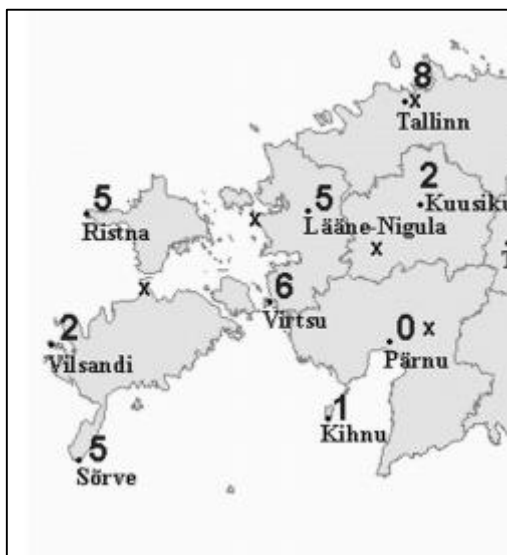 8
x
Tallinn
2
Kuusiku
5
Ristna
5
x
Lääne-Nigula
x
x
6
Virtsu
2
Vilsandi
0
x
Pärnu
1
Kihnu
5
Sõrve